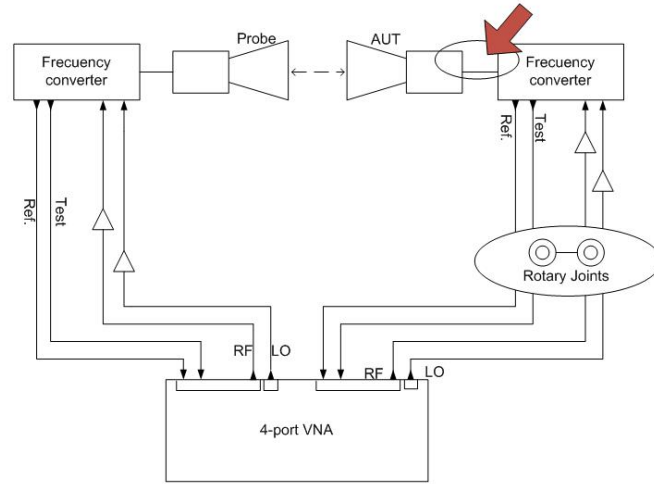 Probe
AUT
Frecuency
converter
Frecuency
converter
Ref.
Test
Ref.
Test
Rotary Joints
RF
LO
RF
LO
4-port VNA